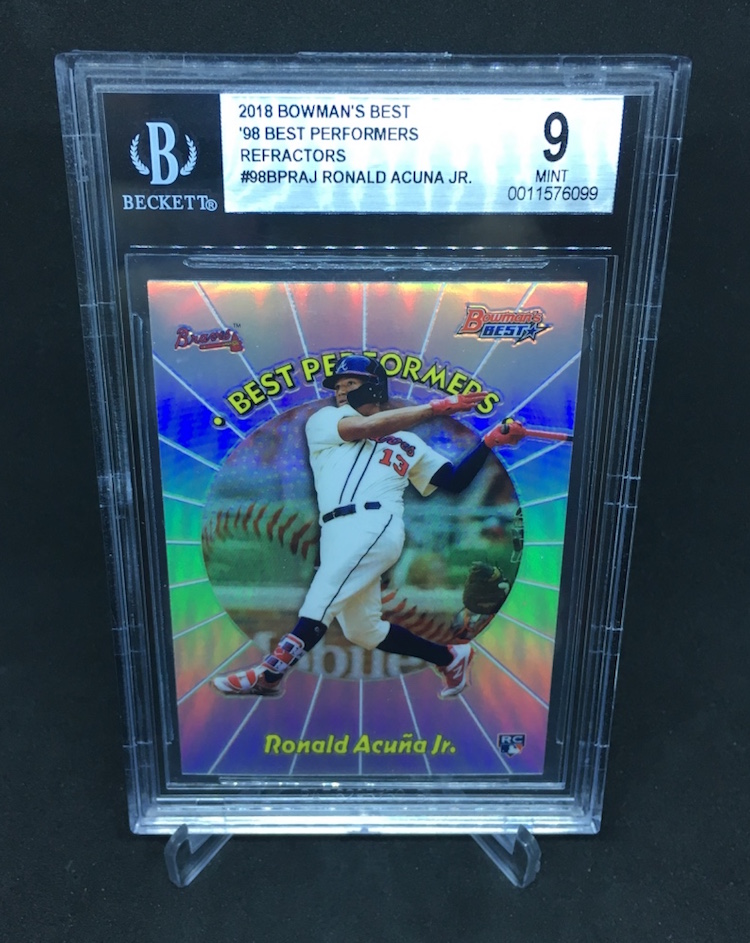 2018 BOWMAN'S BEST
'98 BEST PERFORMERS
REFRACTORS
#98BPRAJ RONALD ACUNA JR.
9
MINT
0011576099
B
BECKETT®
Braves™
Bowman's
BEST
• BEST PERFORMERS •
13
Ronald Acuña Jr.
RC